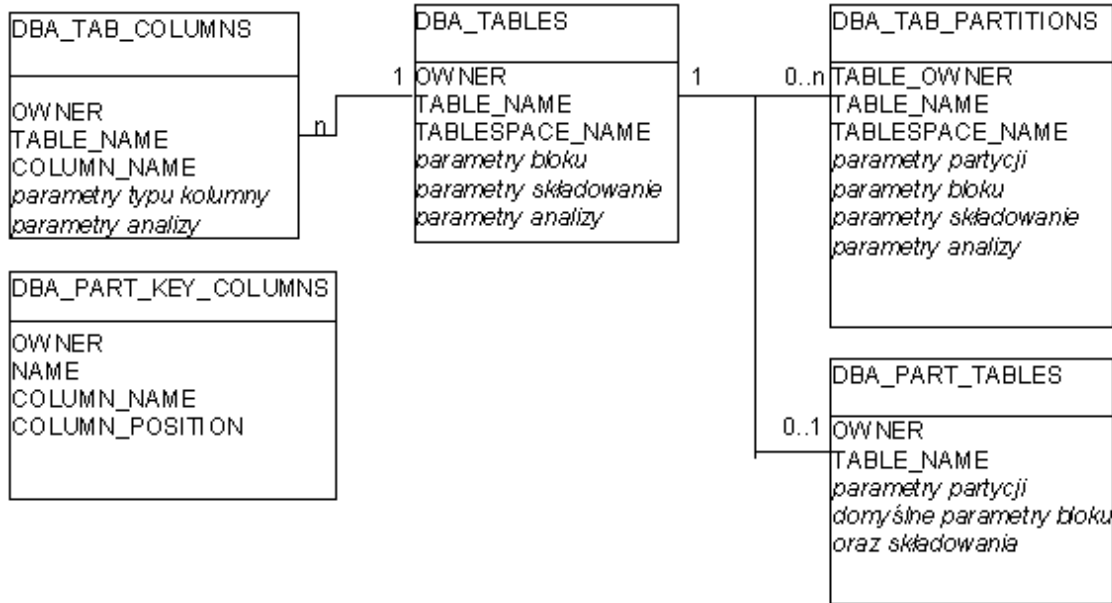 DBA_TAB_COLUMNS
OWNER
TABLE_NAME
COLUMN_NAME
parametry typu kolumny
parametry analizy
n
1
DBA_TABLES
OWNER
TABLE_NAME
TABLESPACE_NAME
parametry bloku
parametry składowanie
parametry analizy
1
0..n
DBA_TAB_PARTITIONS
TABLE_OWNER
TABLE_NAME
TABLESPACE_NAME
parametry partycji
parametry bloku
parametry składowanie
parametry analizy
DBA_PART_KEY_COLUMNS
OWNER
NAME
COLUMN_NAME
COLUMN_POSITION
0..1
DBA_PART_TABLES
OWNER
TABLE_NAME
parametry partycji
domyślne parametry bloku
oraz składowania